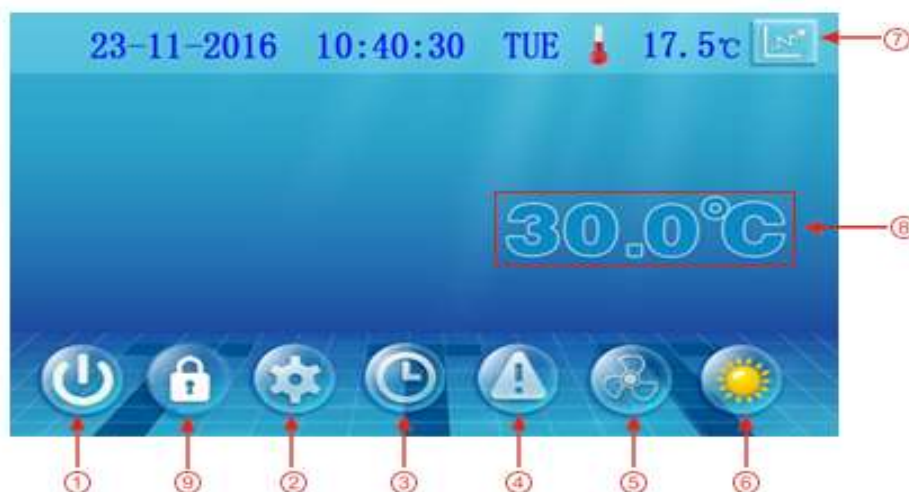 23-11-2016 10:40:30 TUE 17.5℃ ⑦
30.0℃ ⑧
① ⑨ ② ③ ④ ⑤ ⑥